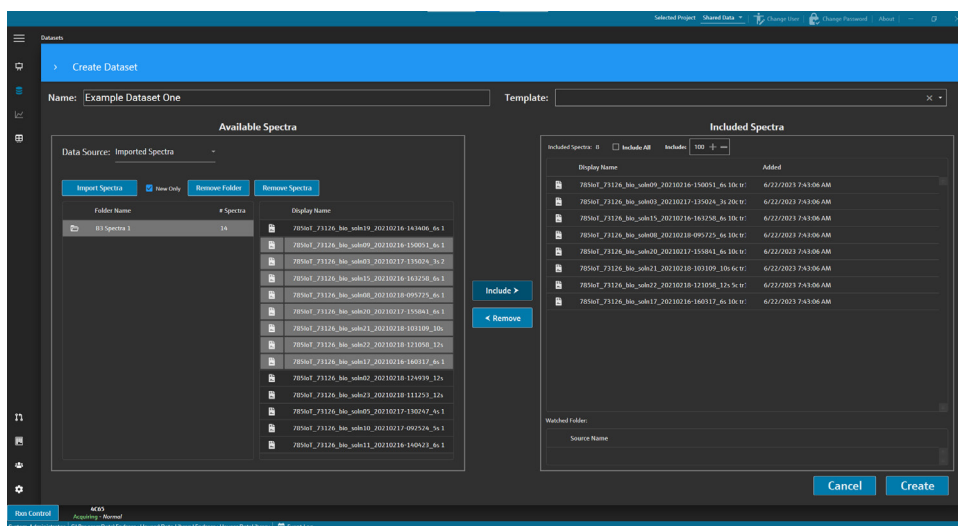 Selected Project Shared Data Change User Change Password About
Datasets
Create Dataset
Name: Example Dataset One Template:
Available Spectra
Data Source: Imported Spectra
Import Spectra New Only Remove Folder Remove Spectra
Folder Name # Spectra
B3 Spectra 1 14
Display Name
785IoT_73126_bio_soln19_20210216-143406_6s 1
785IoT_73126_bio_soln09_20210216-150051_6s 1
785IoT_73126_bio_soln03_20210217-135024_3s 2
785IoT_73126_bio_soln15_20210216-163258_6s 1
785IoT_73126_bio_soln08_20210218-095725_6s 1
785IoT_73126_bio_soln20_20210217-155841_6s 1
785IoT_73126_bio_soln21_20210218-103109_10s
785IoT_73126_bio_soln22_20210218-121058_12s
785IoT_73126_bio_soln17_20210216-160317_6s 1
785IoT_73126_bio_soln02_20210218-124939_12s
785IoT_73126_bio_soln23_20210218-111253_12s
785IoT_73126_bio_soln05_20210217-130247_4s 1
785IoT_73126_bio_soln10_20210217-092524_5s 1
785IoT_73126_bio_soln11_20210216-140423_6s 1
Include >
< Remove
Included Spectra
Included Spectra: 8 Include All Include: 100 + −
Display Name Added
785IoT_73126_bio_soln09_20210216-150051_6s 10c tr 6/22/2023 7:43:06 AM
785IoT_73126_bio_soln03_20210217-135024_3s 20c tr 6/22/2023 7:43:06 AM
785IoT_73126_bio_soln15_20210216-163258_6s 10c tr 6/22/2023 7:43:06 AM
785IoT_73126_bio_soln08_20210218-095725_6s 10c tr 6/22/2023 7:43:06 AM
785IoT_73126_bio_soln20_20210217-155841_6s 10c tr 6/22/2023 7:43:06 AM
785IoT_73126_bio_soln21_20210218-103109_10s 6c tr 6/22/2023 7:43:06 AM
785IoT_73126_bio_soln22_20210218-121058_12s 5c tr 6/22/2023 7:43:06 AM
785IoT_73126_bio_soln17_20210216-160317_6s 10c tr 6/22/2023 7:43:06 AM
Watched Folder:
Source Name
Cancel Create
Rxn Control
6C65
Acquiring - Normal